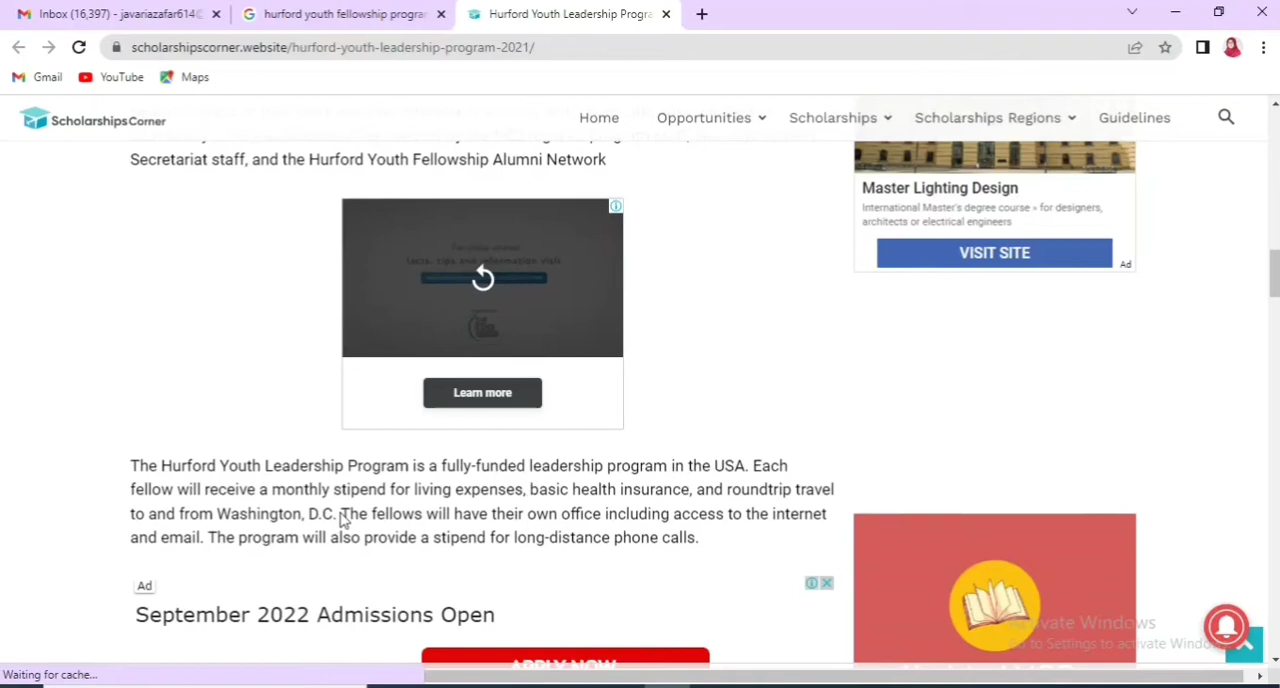 Inbox (16,397) - javariazafar614@
hurford youth fellowship progra
Hurford Youth Leadership Progra
scholarshipscorner.website/hurford-youth-leadership-program-2021/
Gmail
YouTube
Maps
ScholarshipsCorner
Home
Opportunities
Scholarships
Scholarships Regions
Guidelines
Secretariat staff, and the Hurford Youth Fellowship Alumni Network
Learn more
Master Lighting Design
International Master's degree course » for designers,
architects or electrical engineers
VISIT SITE
Ad
The Hurford Youth Leadership Program is a fully-funded leadership program in the USA. Each
fellow will receive a monthly stipend for living expenses, basic health insurance, and roundtrip travel
to and from Washington, D.C. The fellows will have their own office including access to the internet
and email. The program will also provide a stipend for long-distance phone calls.
Ad
September 2022 Admissions Open
APPLY NOW
Activate Windows
Go to Settings to activate Windo
Waiting for cache...